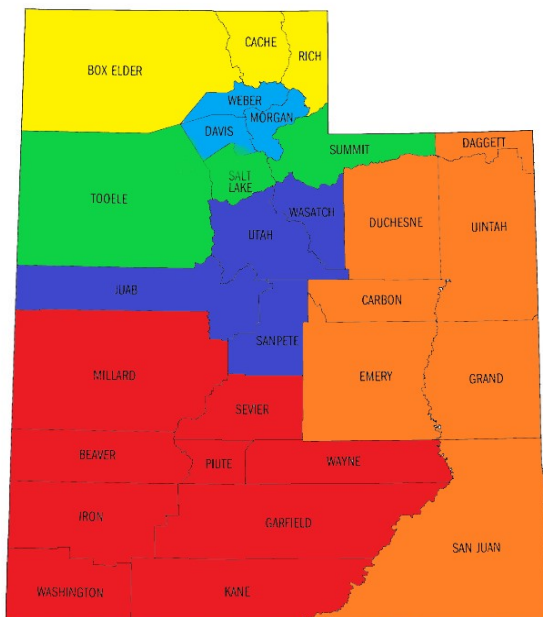 CACHE
RICH
BOX ELDER
WEBER
MORGAN
DAVIS
DAGGETT
SUMMIT
SALT
LAKE
TOOELE
WASATCH
DUCHESNE
UINTAH
UTAH
JUAB
CARBON
SANPETE
MILLARD
EMERY
GRAND
SEVIER
BEAVER
PIUTE
WAYNE
IRON
GARFIELD
SAN JUAN
WASHINGTON
KANE